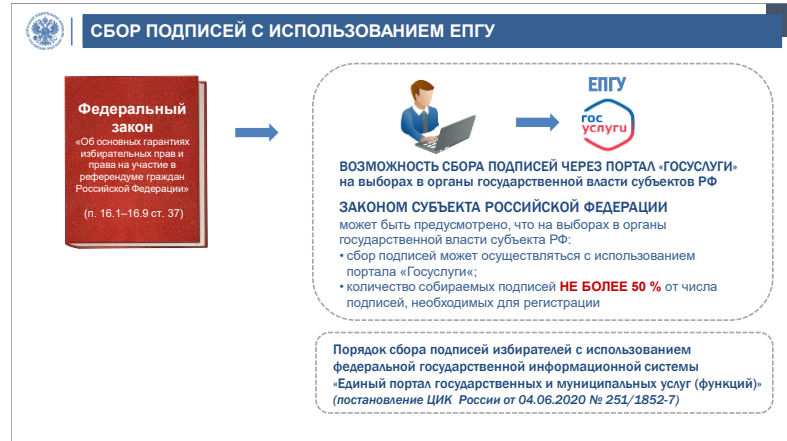 СБОР ПОДПИСЕЙ С ИСПОЛЬЗОВАНИЕМ ЕПГУ
Федеральный
закон
«Об основных гарантиях
избирательных прав и
права на участие в
референдуме граждан
Российской Федерации»
(п. 16.1–16.9 ст. 37)
ЕПГУ
гос
услуги
ВОЗМОЖНОСТЬ СБОРА ПОДПИСЕЙ ЧЕРЕЗ ПОРТАЛ «ГОСУСЛУГИ»
на выборах в органы государственной власти субъектов РФ
ЗАКОНОМ СУБЪЕКТА РОССИЙСКОЙ ФЕДЕРАЦИИ
может быть предусмотрено, что на выборах в органы
государственной власти субъекта РФ:
• сбор подписей может осуществляться с использованием
портала «Госуслуги«;
• количество собираемых подписей НЕ БОЛЕЕ 50 % от числа
подписей, необходимых для регистрации
Порядок сбора подписей избирателей с использованием
федеральной государственной информационной системы
«Единый портал государственных и муниципальных услуг (функций)»
(постановление ЦИК России от 04.06.2020 № 251/1852-7)